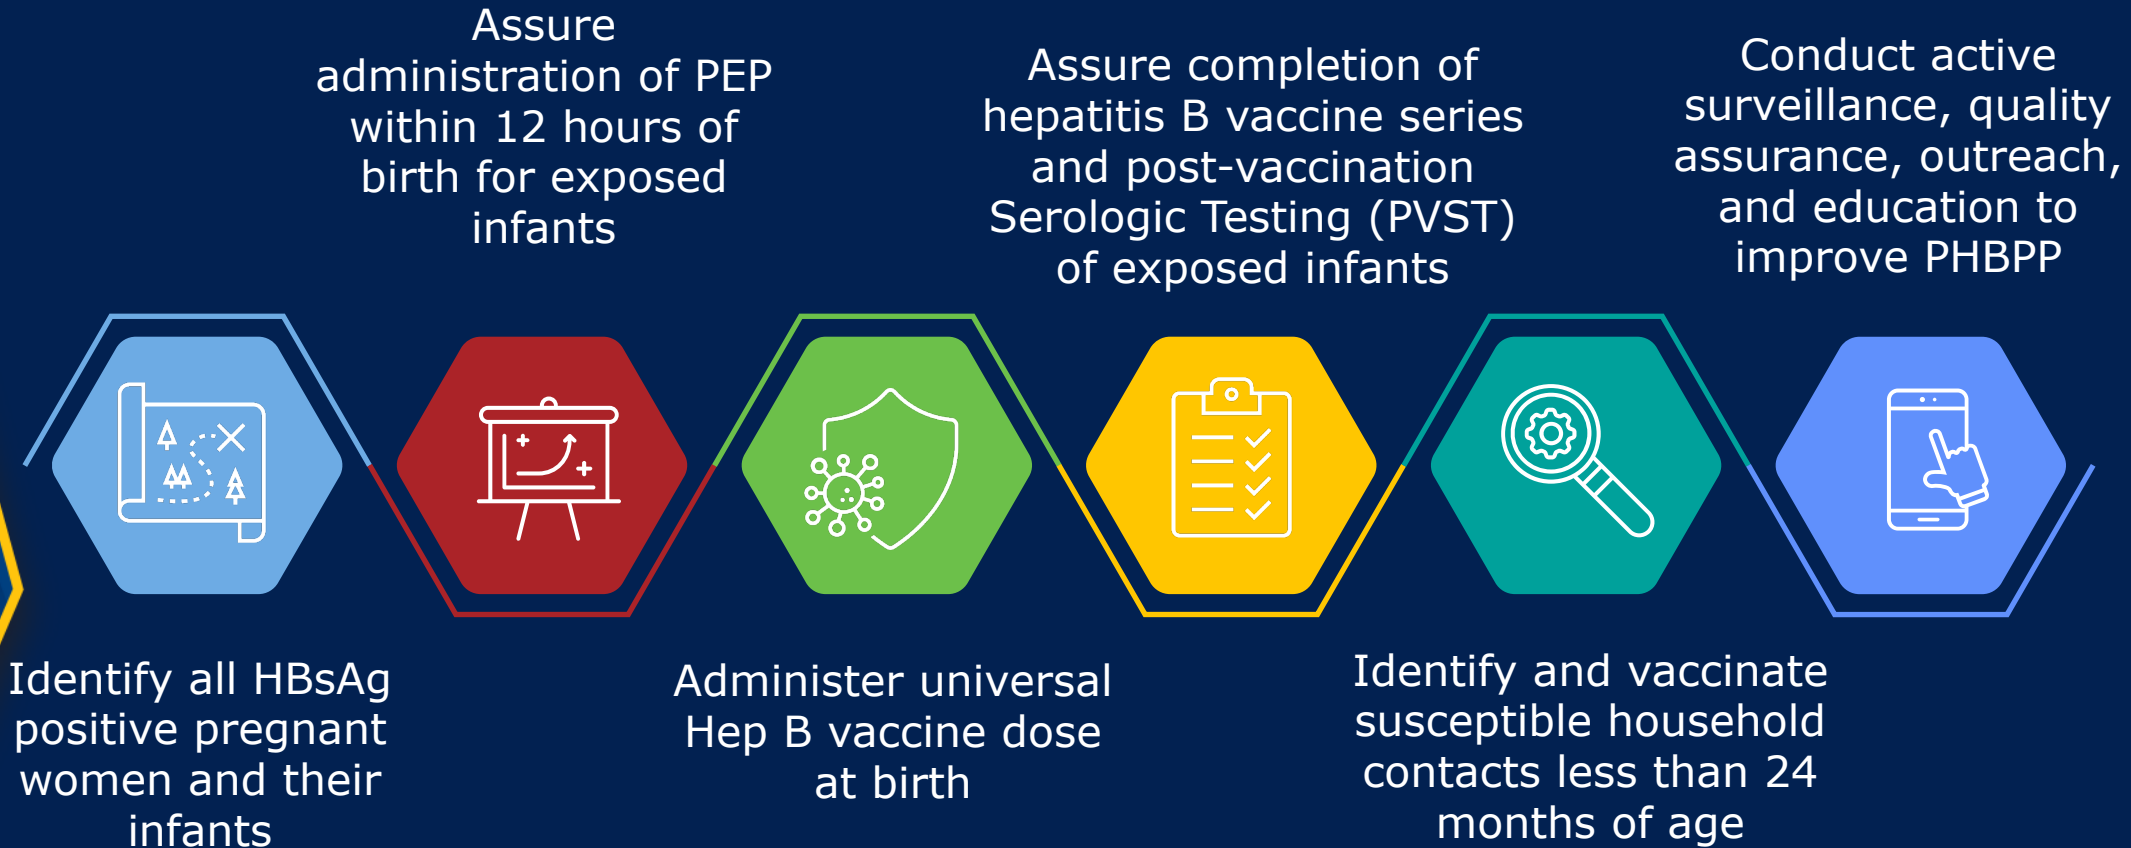 Identify all HBsAg
positive pregnant
women and their
infants
Assure
administration of PEP
within 12 hours of
birth for exposed
infants
Administer universal
Hep B vaccine dose
at birth
Assure completion of
hepatitis B vaccine series
and post-vaccination
Serologic Testing (PVST)
of exposed infants
Identify and vaccinate
susceptible household
contacts less than 24
months of age
Conduct active
surveillance, quality
assurance, outreach,
and education to
improve PHBPP